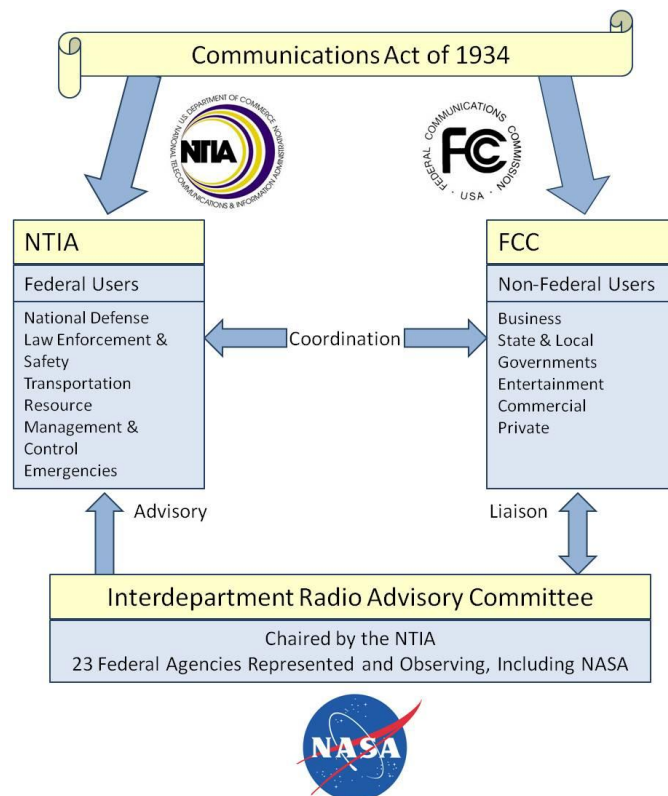 Communications Act of 1934
NATIONAL TELECOMMUNICATIONS & INFORMATION ADMINISTRATION
U.S. DEPARTMENT OF COMMERCE
NTIA
FEDERAL COMMUNICATIONS COMMISSION
FCC
· USA ·
NTIA
Federal Users
National Defense
Law Enforcement &
Safety
Transportation
Resource
Management &
Control
Emergencies
Coordination
FCC
Non-Federal Users
Business
State & Local
Governments
Entertainment
Commercial
Private
Advisory
Liaison
Interdepartment Radio Advisory Committee
Chaired by the NTIA
23 Federal Agencies Represented and Observing, Including NASA
NASA